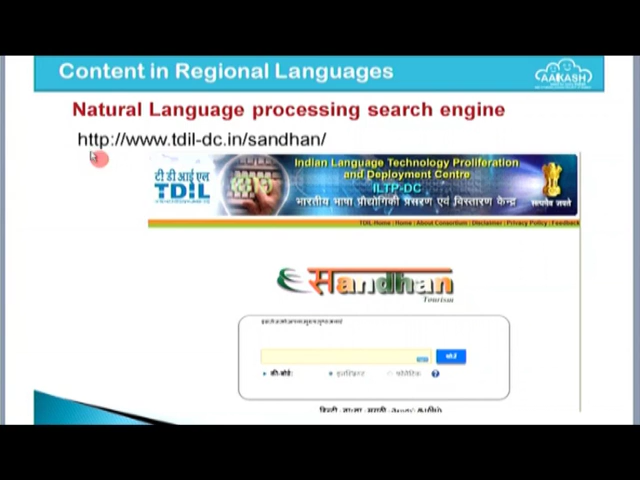 Content in Regional Languages
AAKASH
Natural Language processing search engine
http://www.tdil-dc.in/sandhan/
टी डी आई एल
TDIL
Indian Language Technology Proliferation
and Deployment Centre
ILTP-DC
भारतीय भाषा प्रौद्योगिकी प्रसरण एवं विस्तारण केन्द्र
सत्यमेव जयते
TDIL Home | Home | About Consortium | Disclaimer | Privacy Policy | Feedback
सandhan
Tourism
खोजें
की-बोर्ड:
इनस्क्रिप्ट
फोनेटिक
?